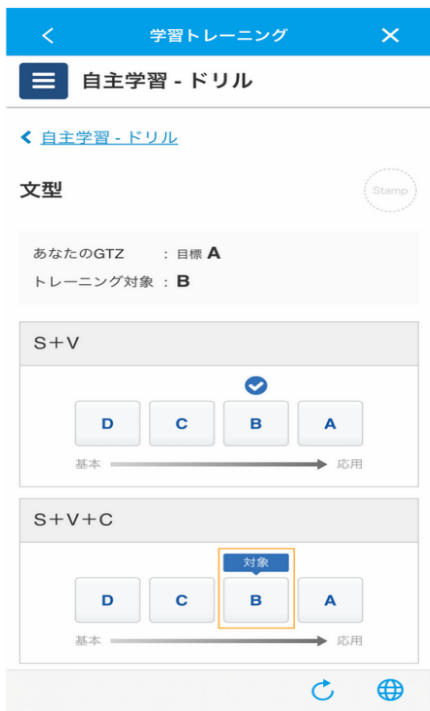 学習トレーニング
自主学習 - ドリル
自主学習 - ドリル
文型
Stamp
あなたのGTZ : 目標 A
トレーニング対象 : B
S+V
D C B A
基本 応用
S+V+C
対象
D C B A
基本 応用